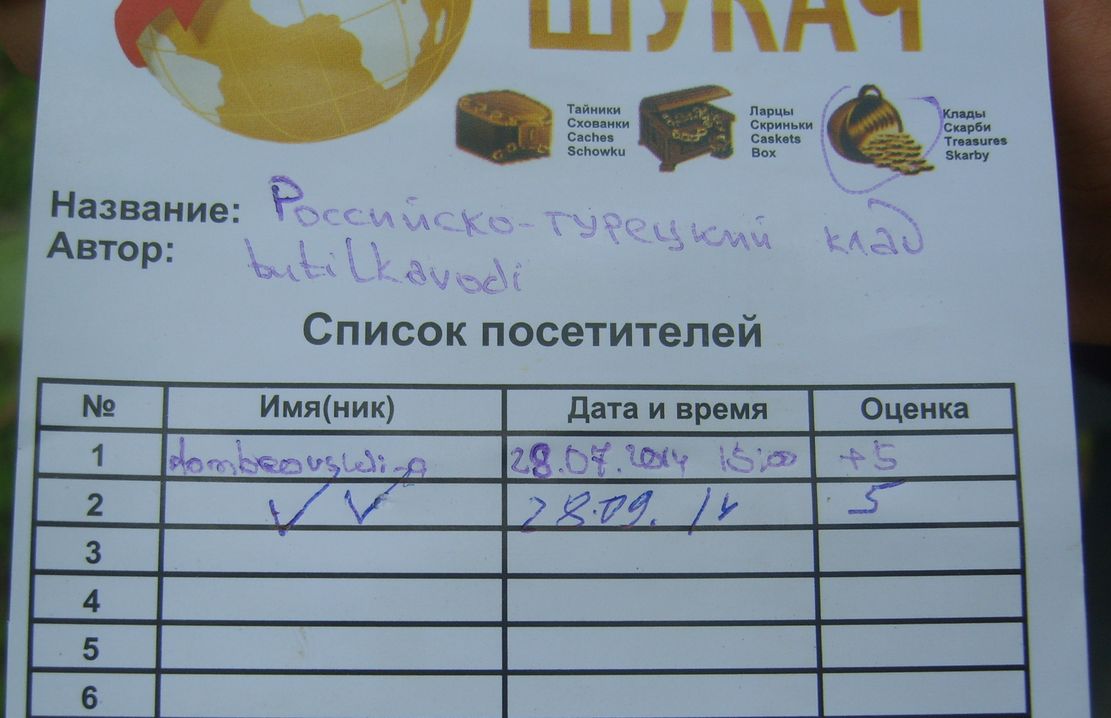 ШУКАЧ
Тайники
Схованки
Caches
Schowku
Ларцы
Скриньки
Caskets
Box
Клады
Скарби
Treasures
Skarby
Название: Российско-турецкий клад
Автор: butilkavodi
Список посетителей
№ Имя(ник) Дата и время Оценка
1 28.07.2014 15:00 +5
2 VV 28.09.14 5
3
4
5
6